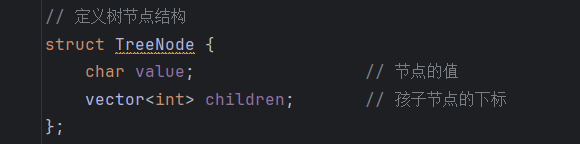 // 定义树节点结构
struct TreeNode {
    char value;                 // 节点的值
    vector<int> children;       // 孩子节点的下标
};